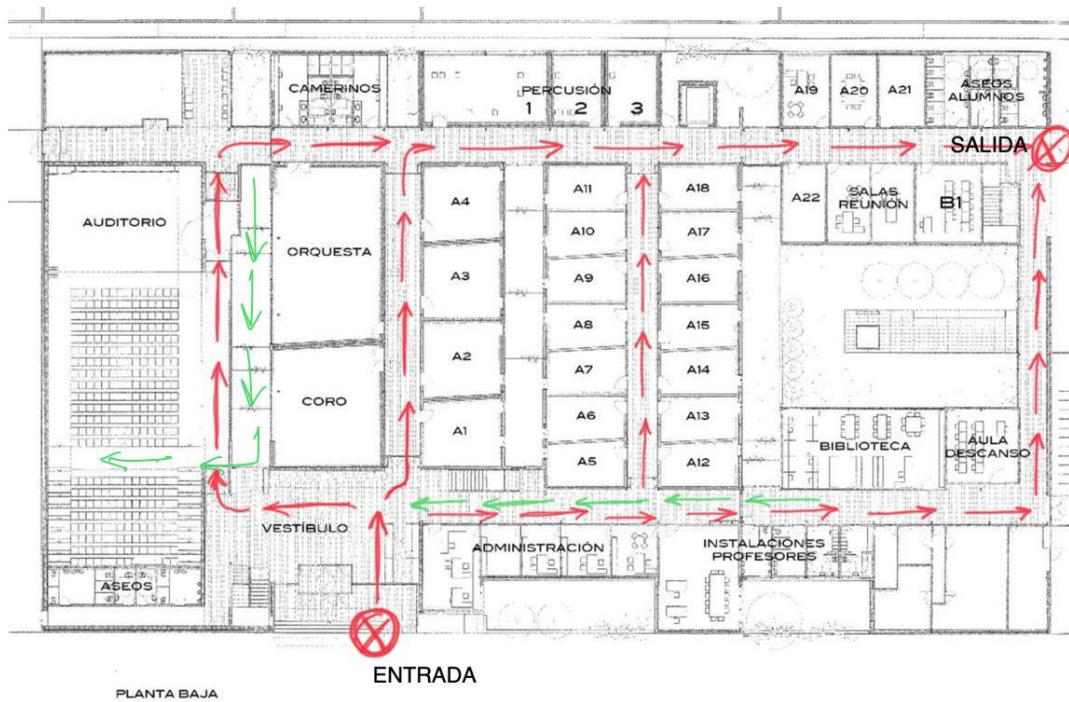 CAMERINOS
PERCUSIÓN
1
2
3
A19
A20
A21
ASEOS
ALUMNOS
SALIDA
AUDITORIO
ORQUESTA
A4
A11
A18
A22
SALAS
REUNIÓN
B1
A10
A17
A3
A9
A16
A8
A15
A2
A7
A14
CORO
A1
A6
A13
A5
A12
BIBLIOTECA
AULA
DESCANSO
VESTÍBULO
ADMINISTRACIÓN
INSTALACIÓNES
PROFESORES
ASEOS
ENTRADA
PLANTA BAJA